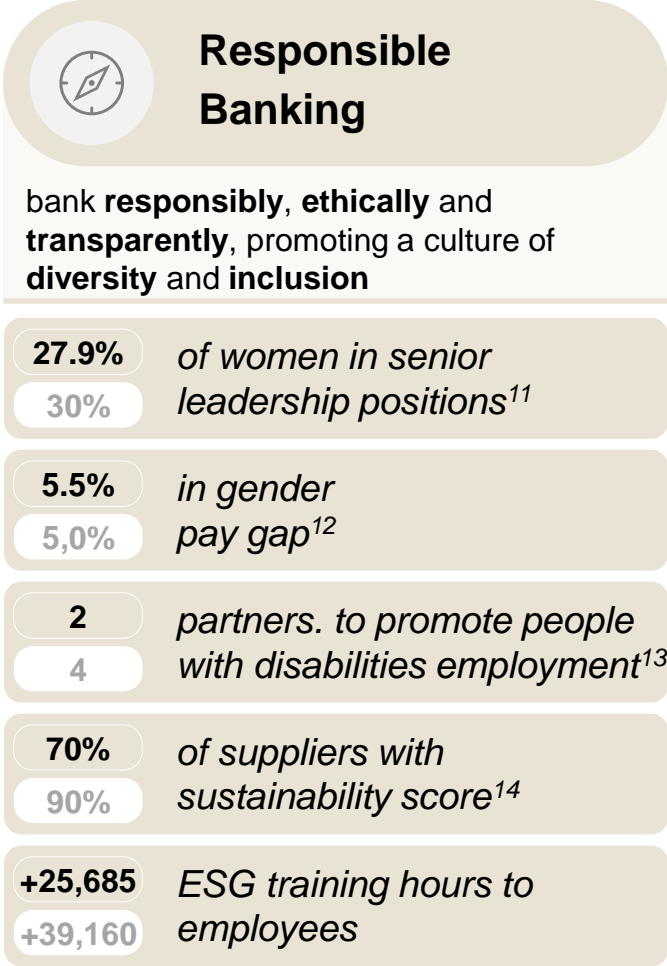 Responsible
Banking
bank responsibly, ethically and
transparently, promoting a culture of
diversity and inclusion
27.9%
30%
of women in senior
leadership positions11
5.5%
5,0%
in gender
pay gap12
2
4
partners. to promote people
with disabilities employment13
70%
90%
of suppliers with
sustainability score14
+25,685
+39,160
ESG training hours to
employees